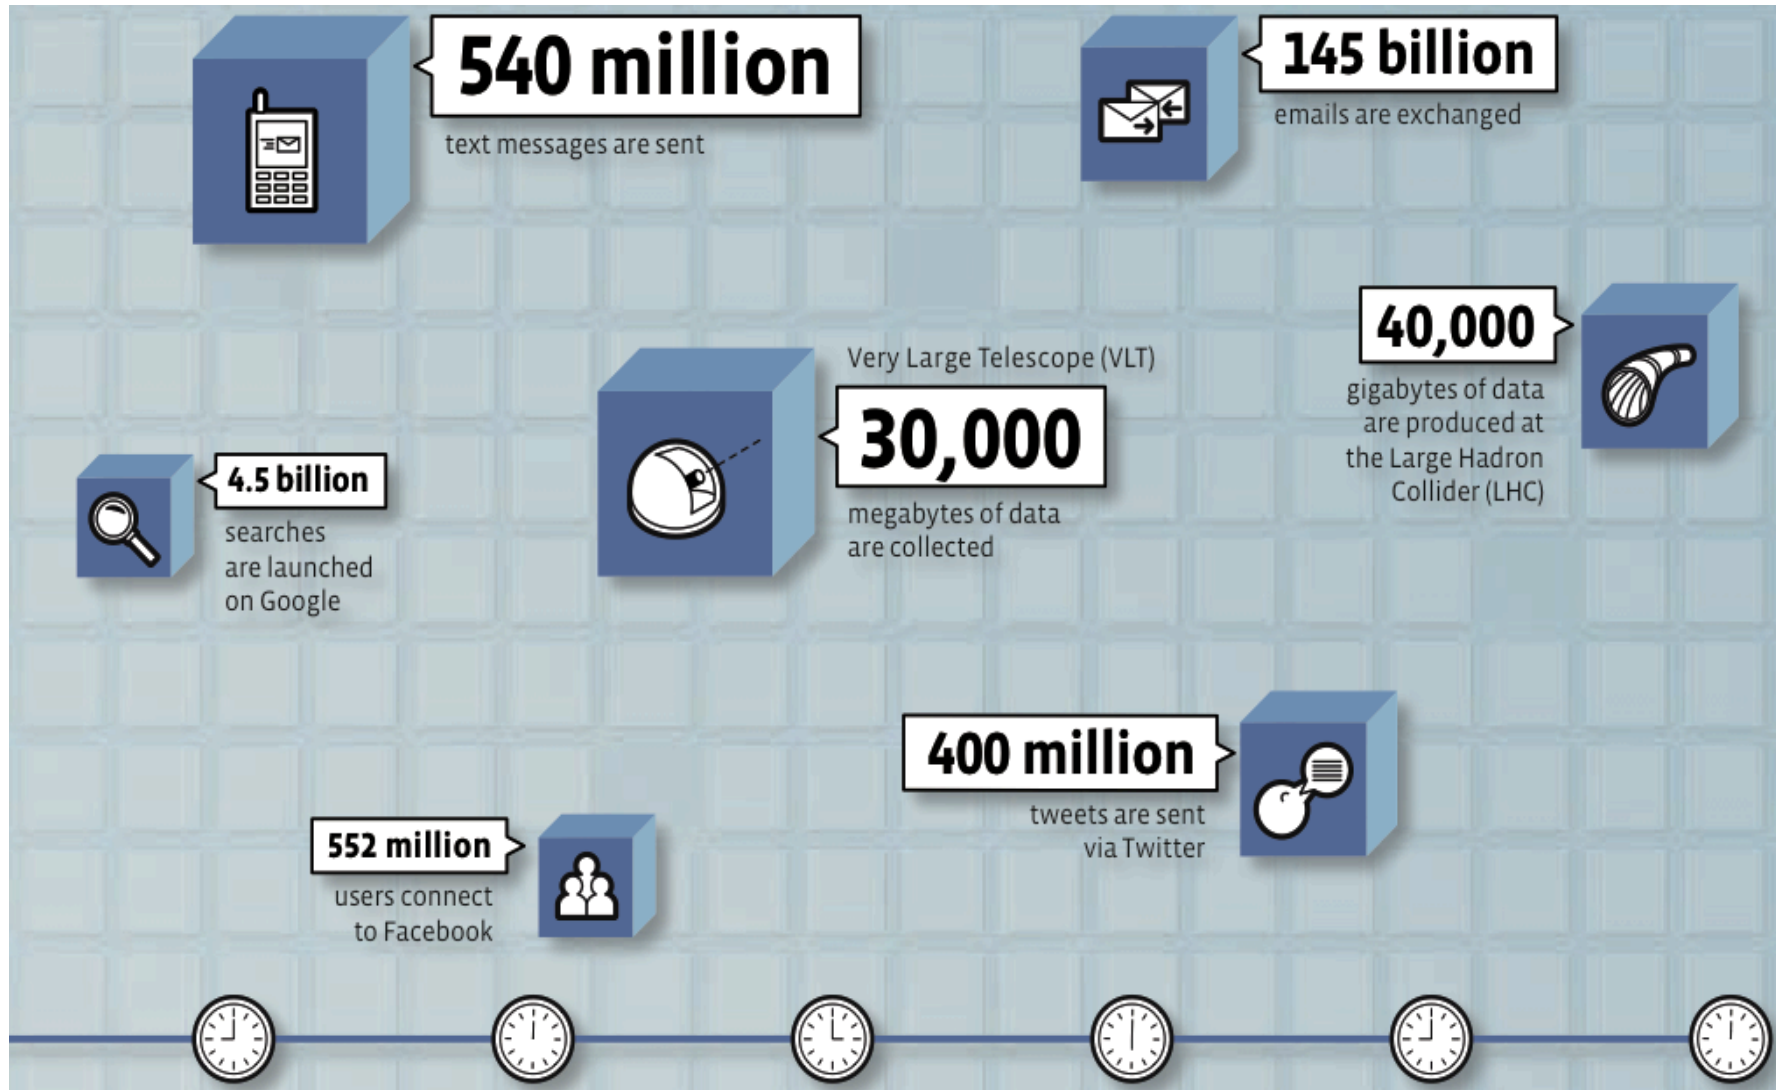 540 million
text messages are sent
145 billion
emails are exchanged
40,000
gigabytes of data
are produced at
the Large Hadron
Collider (LHC)
Very Large Telescope (VLT)
30,000
megabytes of data
are collected
4.5 billion
searches
are launched
on Google
400 million
tweets are sent
via Twitter
552 million
users connect
to Facebook